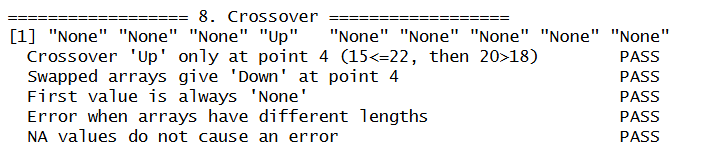 ================== 8. Crossover ==================
[1] "None" "None" "None" "Up"   "None" "None" "None" "None" "None"
  Crossover 'Up' only at point 4 (15<=22, then 20>18)        PASS
  Swapped arrays give 'Down' at point 4                      PASS
  First value is always 'None'                               PASS
  Error when arrays have different lengths                   PASS
  NA values do not cause an error                            PASS